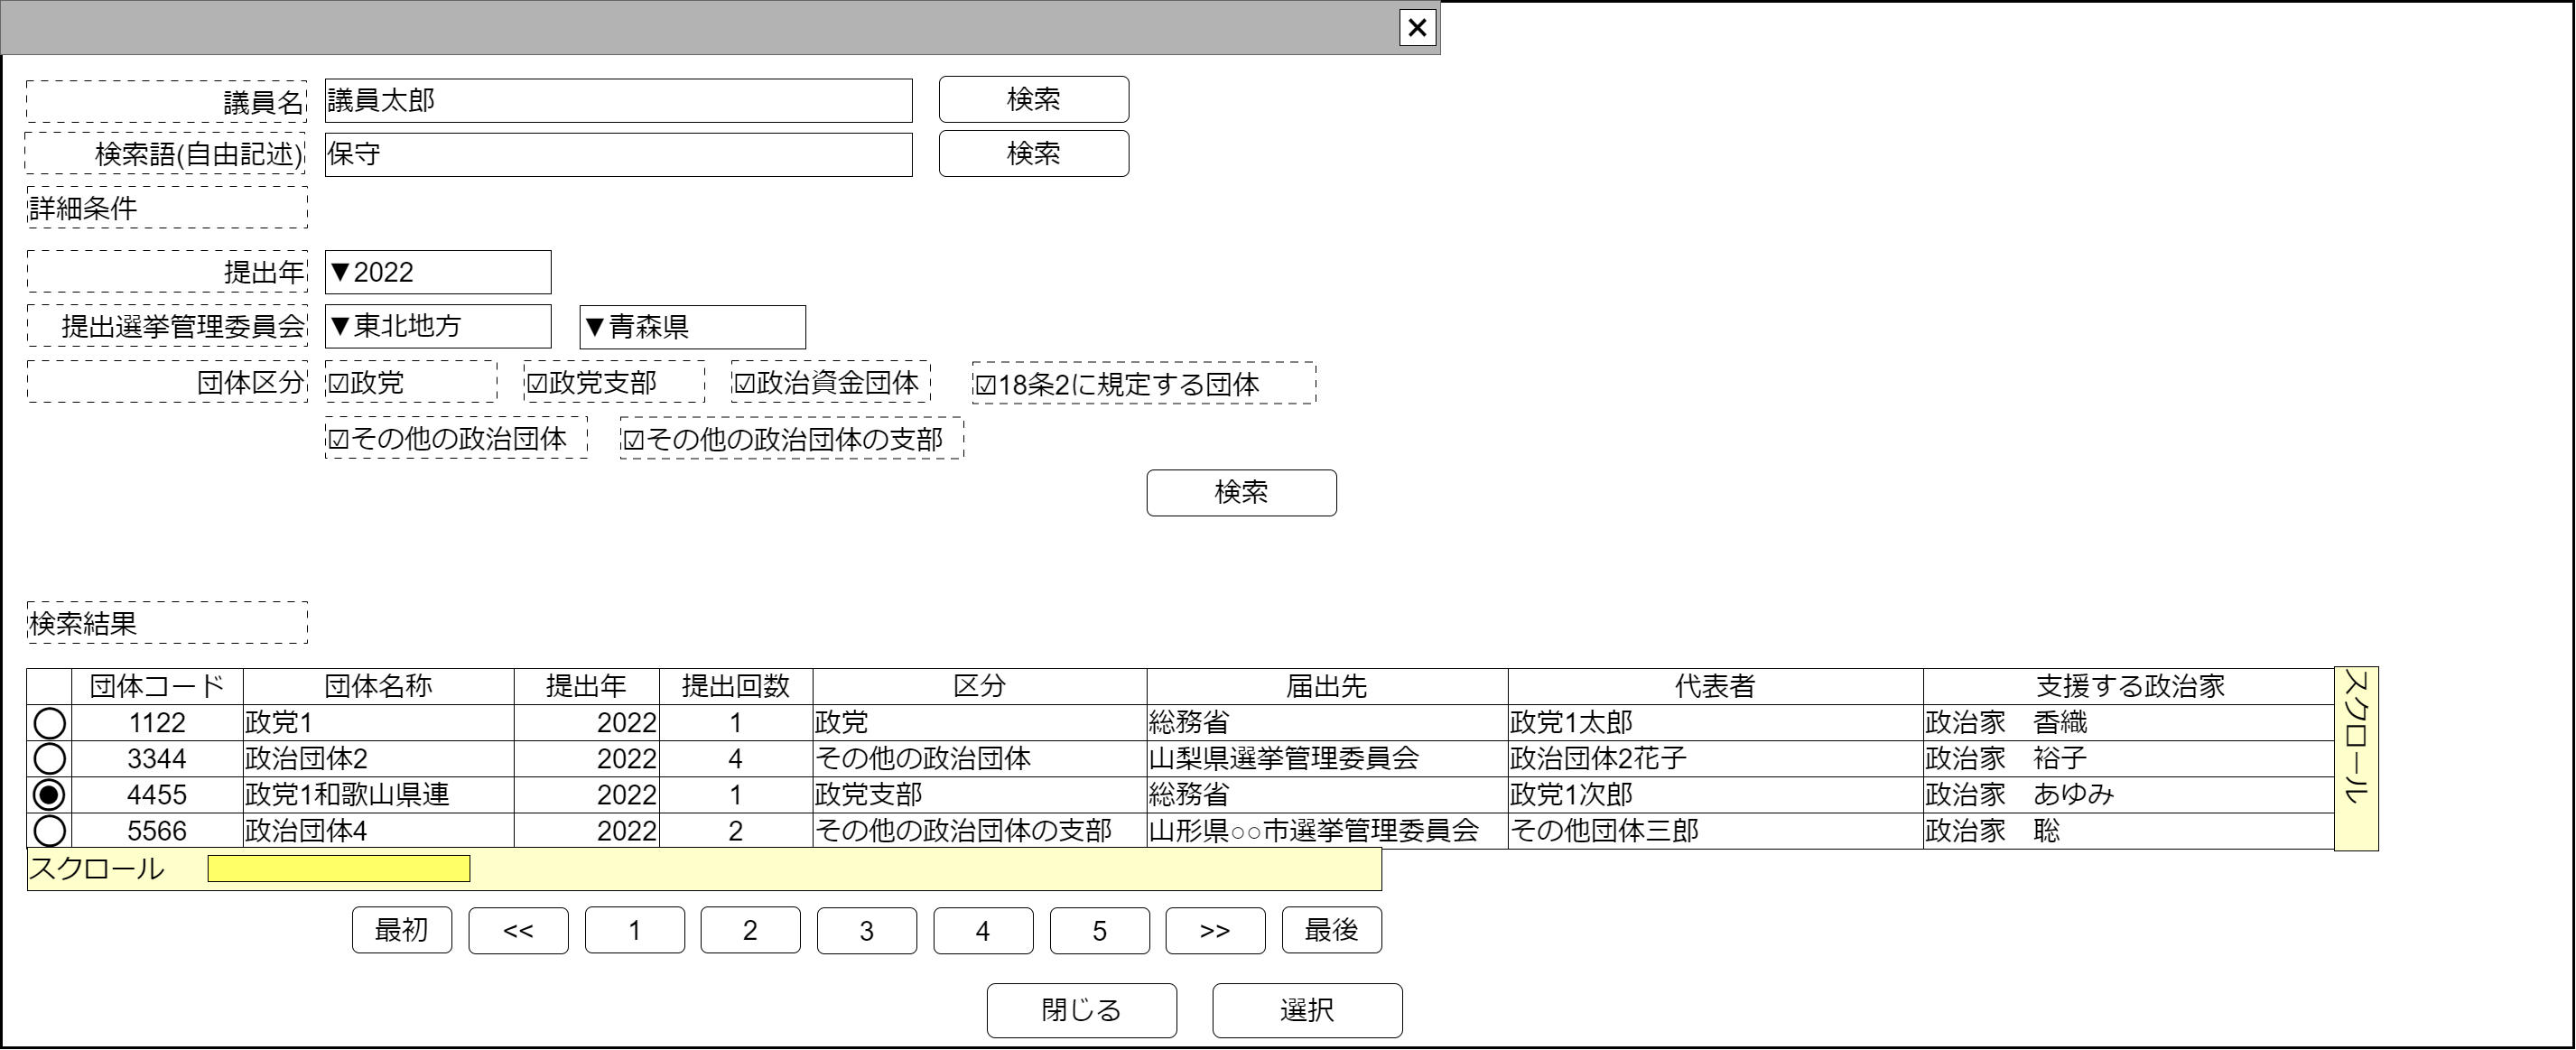 ×
議員名 議員太郎 検索
検索語(自由記述) 保守 検索
詳細条件
提出年 ▼2022
提出選挙管理委員会 ▼東北地方 ▼青森県
団体区分 ☑政党 ☑政党支部 ☑政治資金団体 ☑18条2に規定する団体
☑その他の政治団体 ☑その他の政治団体の支部
検索
検索結果
団体コード 団体名称 提出年 提出回数 区分 届出先 代表者 支援する政治家
1122 政党1 2022 1 政党 総務省 政党1太郎 政治家　香織
3344 政治団体2 2022 4 その他の政治団体 山梨県選挙管理委員会 政治団体2花子 政治家　裕子
4455 政党1和歌山県連 2022 1 政党支部 総務省 政党1次郎 政治家　あゆみ
5566 政治団体4 2022 2 その他の政治団体の支部 山形県○○市選挙管理委員会 その他団体三郎 政治家　聡
スクロール
スクロール
最初 << 1 2 3 4 5 >> 最後
閉じる 選択